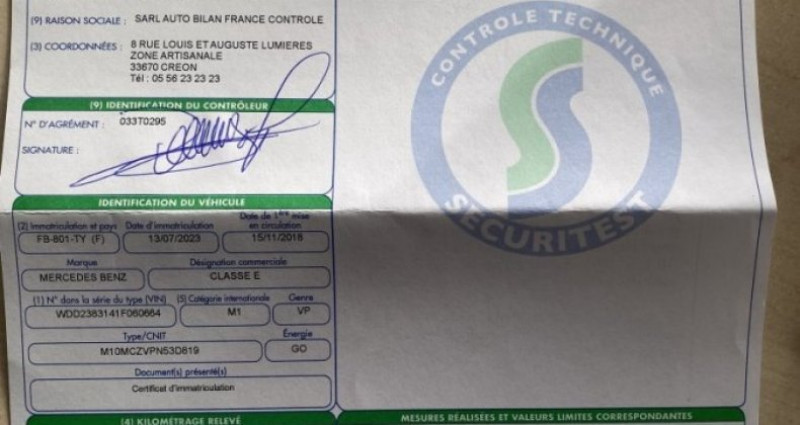 (9) RAISON SOCIALE : SARL AUTO BILAN FRANCE CONTROLE
(3) COORDONNÉES : 8 RUE LOUIS ET AUGUSTE LUMIERES
ZONE ARTISANALE
33670 CREON
Tél : 05 56 23 23 23
(9) IDENTIFICATION DU CONTRÔLEUR
N° D'AGRÉMENT : 033T0295
SIGNATURE :
IDENTIFICATION DU VÉHICULE
(2) Immatriculation et pays Date d'immatriculation Date de 1ère mise en circulation
FB-801-TY (F) 13/07/2023 15/11/2018
Marque Désignation commerciale
MERCEDES BENZ CLASSE E
(1) N° dans la série du type (VIN) (5) Catégorie internationale Genre
WDD2383141F060664 M1 VP
Type/CNIT Énergie
M10MCZVPN53D819 GO
Document(s) présenté(s)
Certificat d'immatriculation
(4) KILOMÉTRAGE RELEVÉ
CONTROLE TECHNIQUE
SECURITEST
MESURES RÉALISÉES ET VALEURS LIMITES CORRESPONDANTES